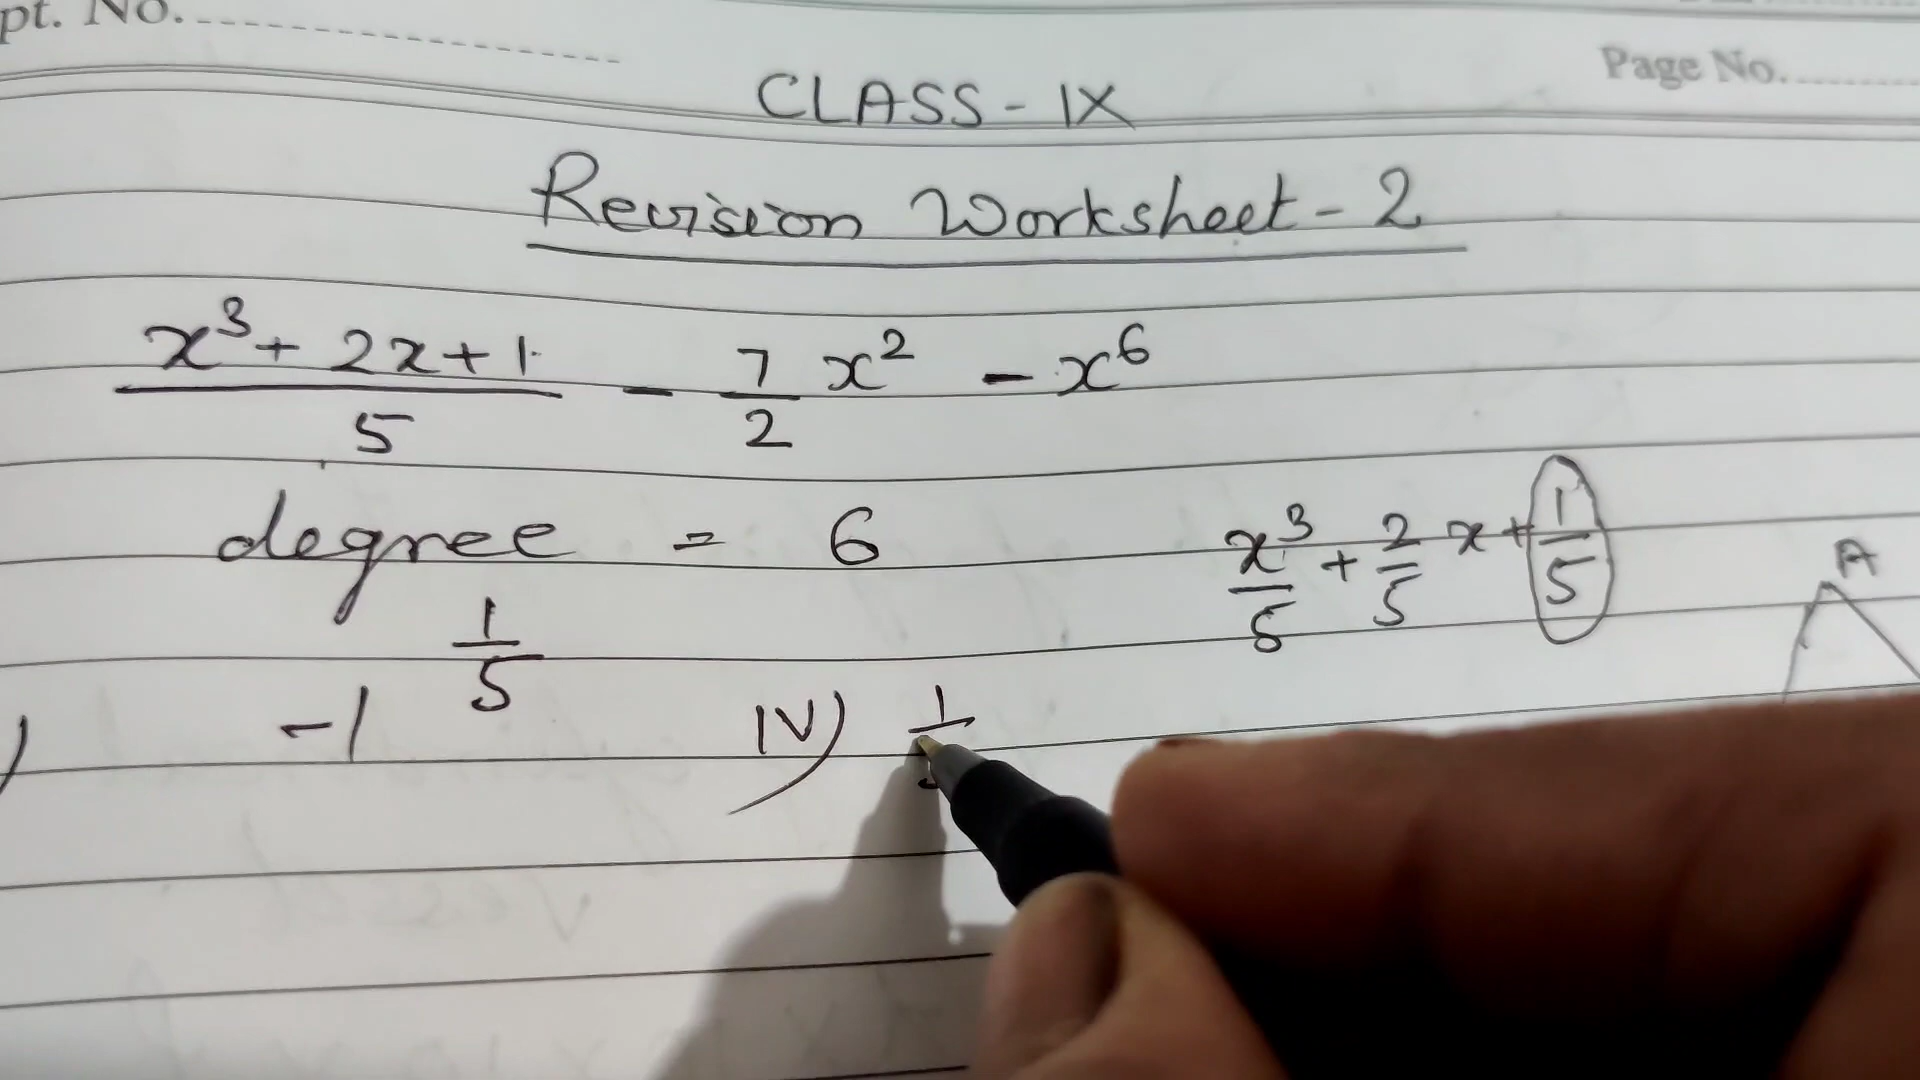 pt. No.
Page No.
CLASS - IX
Revision Worksheet - 2
(x³ + 2x + 1)/5 - 7/2 x² - x⁶
degree = 6
x³/5 + 2/5 x + 1/5
A
1/5
) -1 IV) 1/